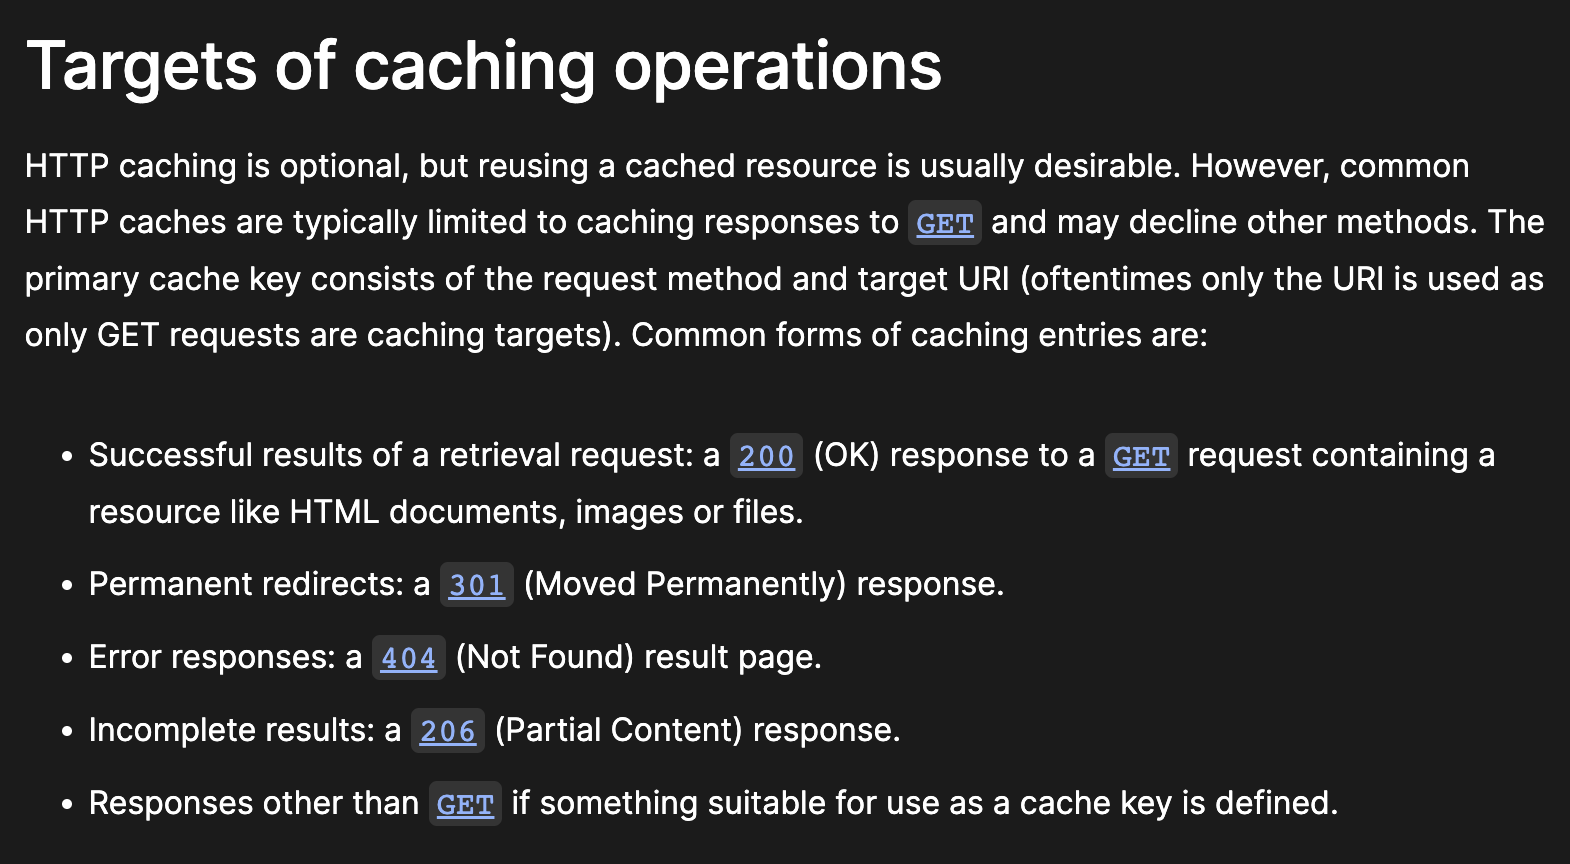 Targets of caching operations
HTTP caching is optional, but reusing a cached resource is usually desirable. However, common
HTTP caches are typically limited to caching responses to GET and may decline other methods. The
primary cache key consists of the request method and target URI (oftentimes only the URI is used as
only GET requests are caching targets). Common forms of caching entries are:
• Successful results of a retrieval request: a 200 (OK) response to a GET request containing a
resource like HTML documents, images or files.
• Permanent redirects: a 301 (Moved Permanently) response.
• Error responses: a 404 (Not Found) result page.
• Incomplete results: a 206 (Partial Content) response.
• Responses other than GET if something suitable for use as a cache key is defined.